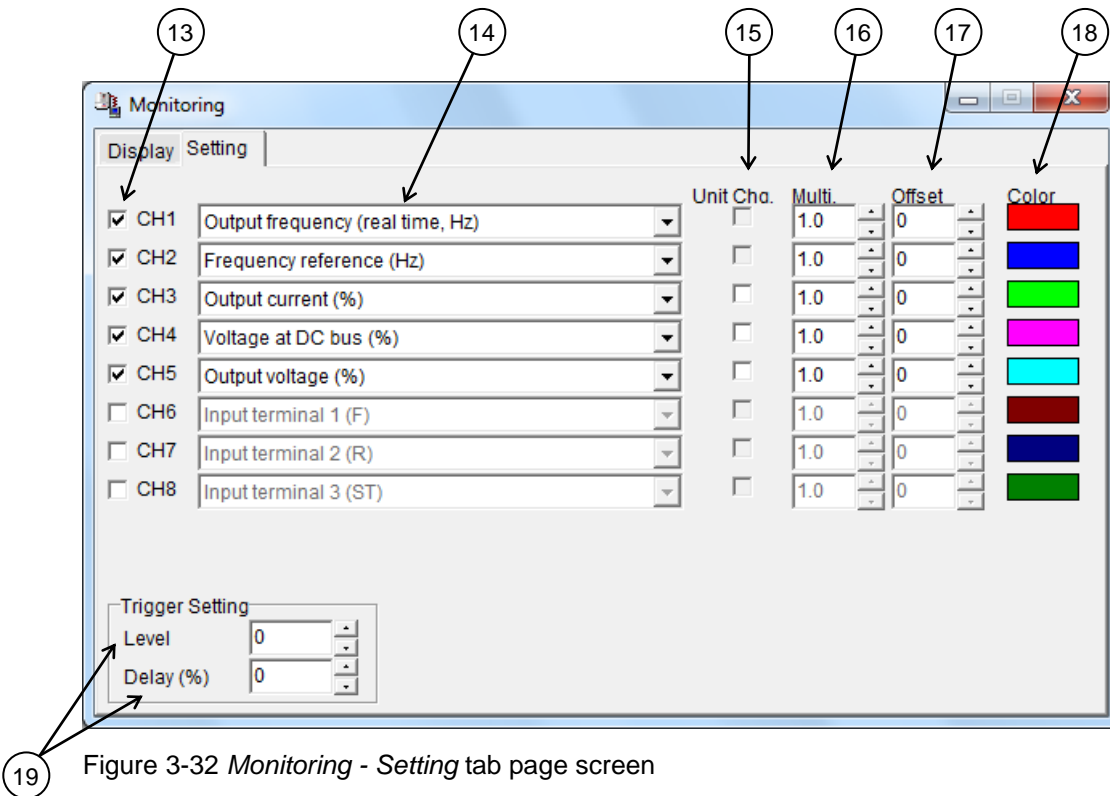 13 14 15 16 17 18
Monitoring
Display Setting
Unit Chg. Multi. Offset Color
CH1 Output frequency (real time, Hz) 1.0 0
CH2 Frequency reference (Hz) 1.0 0
CH3 Output current (%) 1.0 0
CH4 Voltage at DC bus (%) 1.0 0
CH5 Output voltage (%) 1.0 0
CH6 Input terminal 1 (F) 1.0 0
CH7 Input terminal 2 (R) 1.0 0
CH8 Input terminal 3 (ST) 1.0 0
Trigger Setting
Level 0
Delay (%) 0
19
Figure 3-32 Monitoring - Setting tab page screen